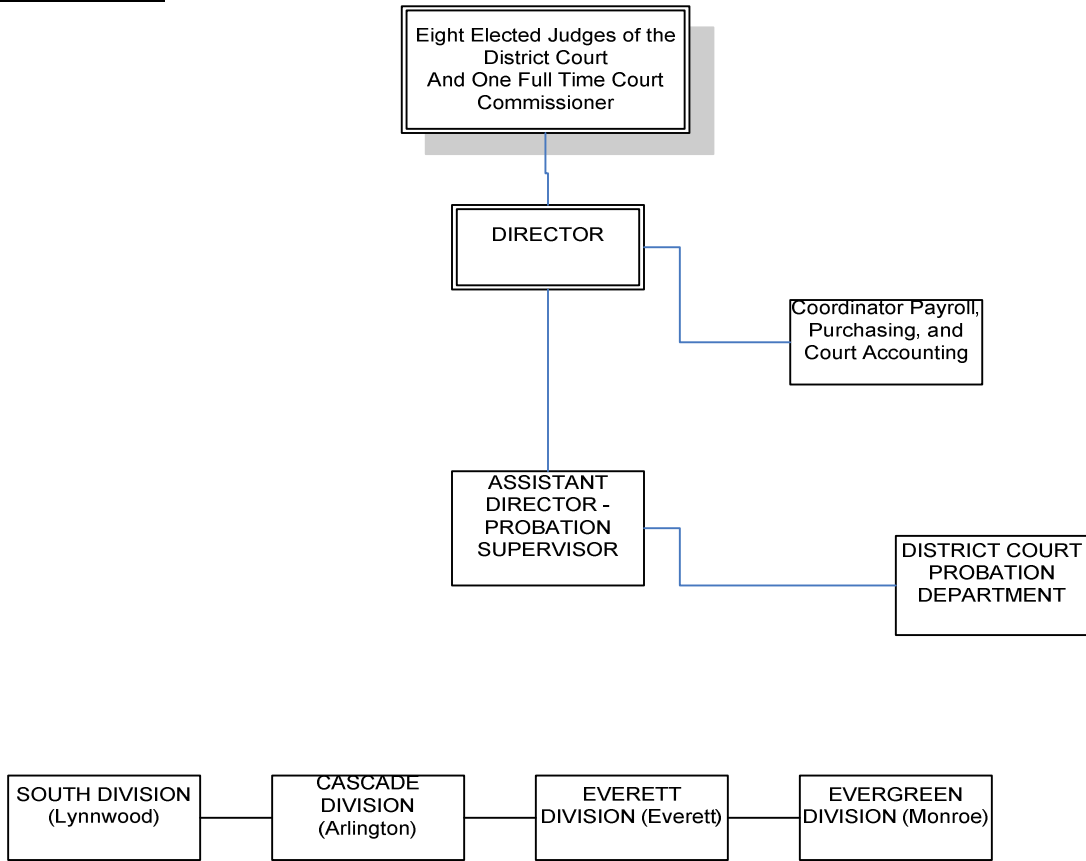 Eight Elected Judges of the
District Court
And One Full Time Court
Commissioner
DIRECTOR
Coordinator Payroll,
Purchasing, and
Court Accounting
ASSISTANT
DIRECTOR -
PROBATION
SUPERVISOR
DISTRICT COURT
PROBATION
DEPARTMENT
SOUTH DIVISION
(Lynnwood)
CASCADE
DIVISION
(Arlington)
EVERETT
DIVISION (Everett)
EVERGREEN
DIVISION (Monroe)